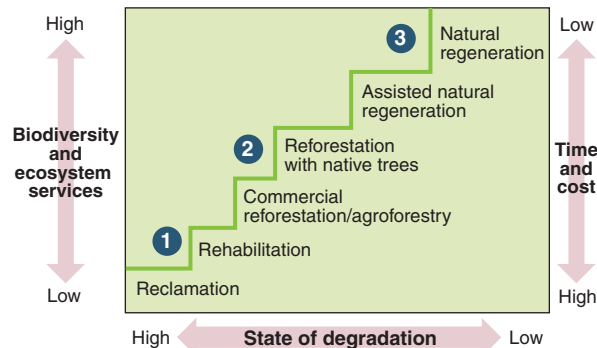 High
Biodiversity
and
ecosystem
services
Low
3
Natural
regeneration
Assisted natural
regeneration
2
Reforestation
with native trees
Commercial
reforestation/agroforestry
1
Rehabilitation
Reclamation
Low
Time
and
cost
High
High
State of degradation
Low